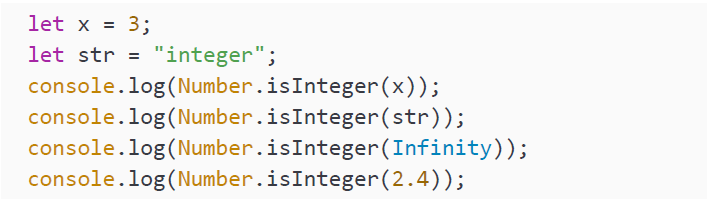 let x = 3;
let str = "integer";
console.log(Number.isInteger(x));
console.log(Number.isInteger(str));
console.log(Number.isInteger(Infinity));
console.log(Number.isInteger(2.4));